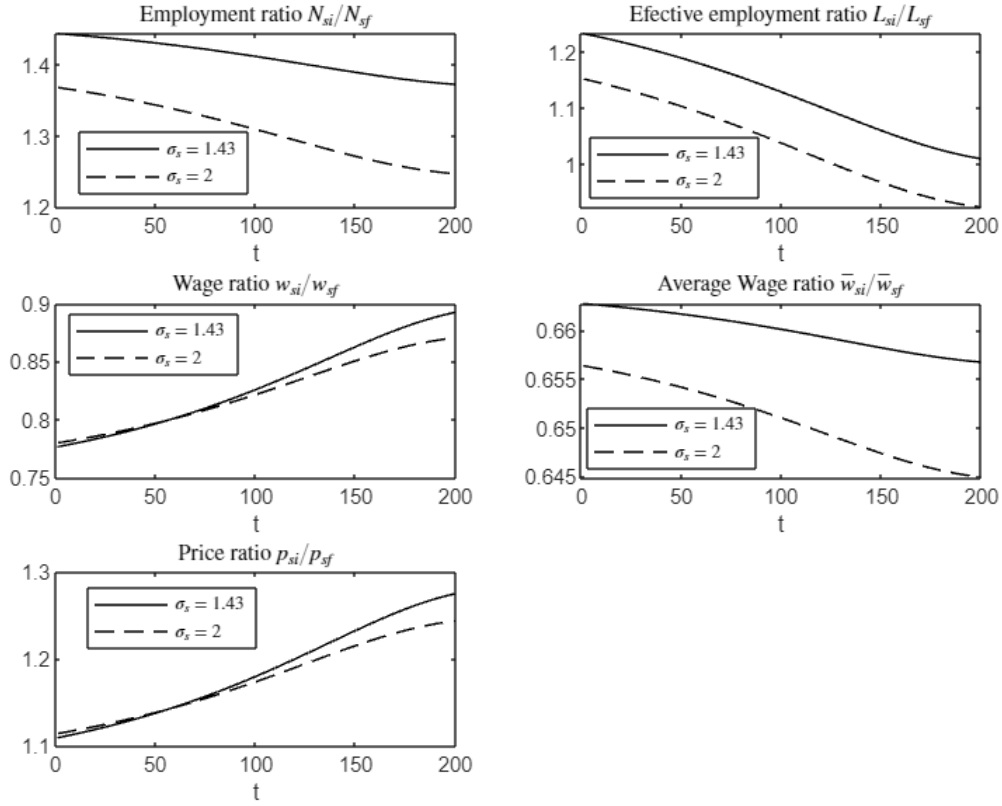 Employment ratio N_si/N_sf
1.4
1.3
1.2
σ_s = 1.43
σ_s = 2
0 50 100 150 200
t
Efective employment ratio L_si/L_sf
1.2
1.1
1
σ_s = 1.43
σ_s = 2
0 50 100 150 200
t
Wage ratio w_si/w_sf
0.9
0.85
0.8
0.75
σ_s = 1.43
σ_s = 2
0 50 100 150 200
t
Average Wage ratio w̅_si/w̅_sf
0.66
0.655
0.65
0.645
σ_s = 1.43
σ_s = 2
0 50 100 150 200
t
Price ratio p_si/p_sf
1.3
1.2
1.1
σ_s = 1.43
σ_s = 2
0 50 100 150 200
t